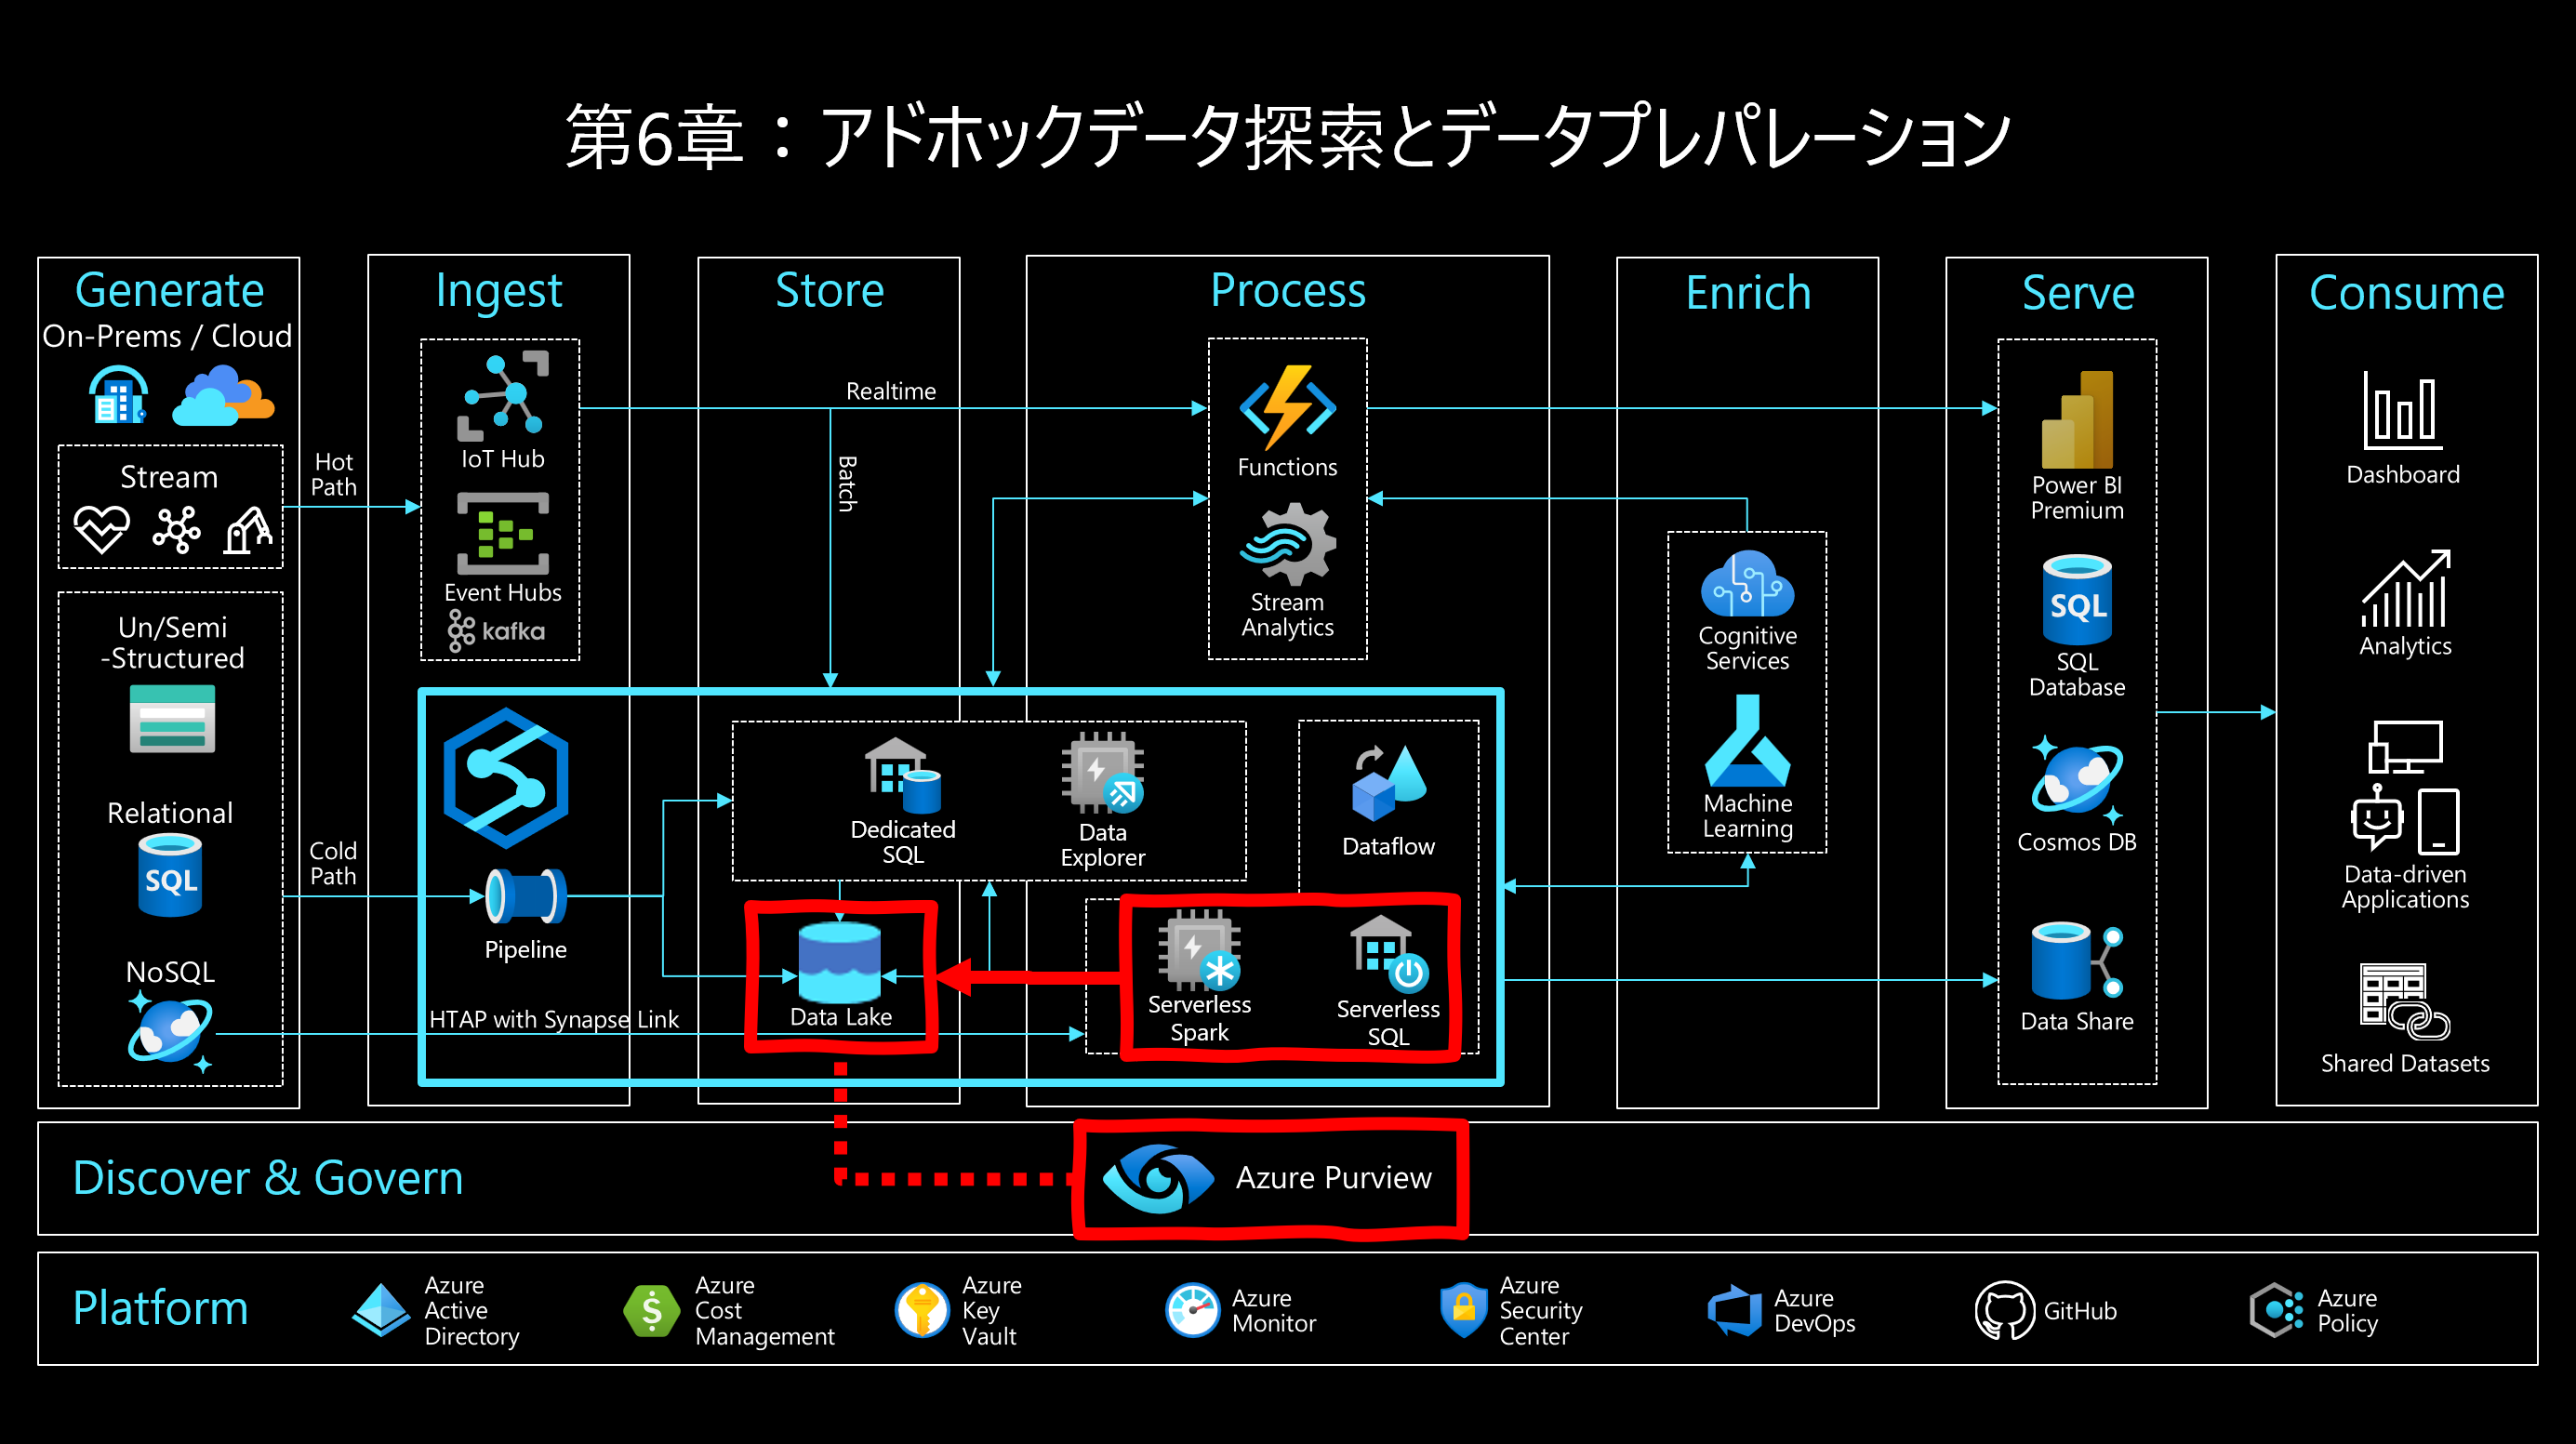 第6章：アドホックデータ探索とデータプレパレーション
Generate
On-Prems / Cloud
Stream
Un/Semi
-Structured
Relational
SQL
NoSQL
Hot
Path
Cold
Path
Ingest
IoT Hub
Event Hubs
kafka
Pipeline
HTAP with Synapse Link
Store
Realtime
Batch
Dedicated
SQL
Data
Explorer
Data Lake
Process
Functions
Stream
Analytics
Dataflow
Serverless
Spark
Serverless
SQL
Enrich
Cognitive
Services
Machine
Learning
Serve
Power BI
Premium
SQL
SQL
Database
Cosmos DB
Data Share
Consume
Dashboard
Analytics
Data-driven
Applications
Shared Datasets
Discover & Govern
Azure Purview
Platform
Azure
Active
Directory
$
Azure
Cost
Management
Azure
Key
Vault
Azure
Monitor
Azure
Security
Center
Azure
DevOps
GitHub
Azure
Policy